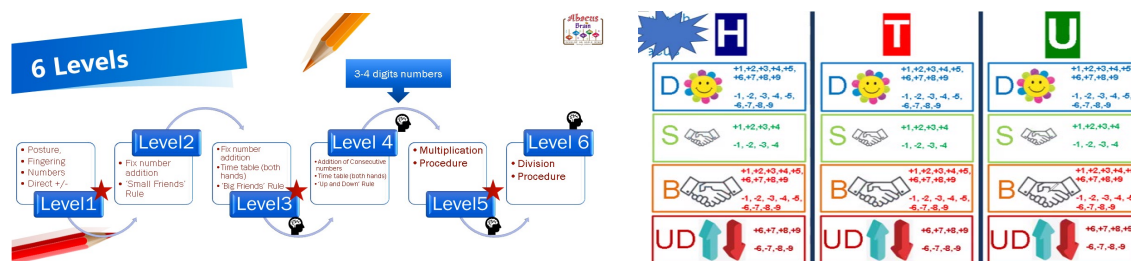 6 Levels
Abacus
Brain
3-4 digits numbers
Level1
• Posture,
• Fingering
• Numbers
• Direct +/-
Level2
• Fix number
addition
• 'Small Friends'
Rule
Level3
• Fix number
addition
• Time table (both
hands)
• 'Big Friends' Rule
Level 4
• Addition of Consecutive
numbers
• Time table (both hands)
• 'Up and Down' Rule
Level5
• Multiplication
• Procedure
Level 6
• Division
• Procedure
H
D
+1,+2,+3,+4,+5,
+6,+7,+8,+9
-1, -2, -3, -4, -5,
-6,-7,-8,-9
S
+1,+2,+3,+4
-1, -2, -3, -4
B
+1,+2,+3,+4,+5,
+6,+7,+8,+9
-1, -2, -3, -4, -5,
-6,-7,-8,-9
UD
+6,+7,+8,+9
-6,-7,-8,-9
T
D
+1,+2,+3,+4,+5,
+6,+7,+8,+9
-1, -2, -3, -4, -5,
-6,-7,-8,-9
S
+1,+2,+3,+4
-1, -2, -3, -4
B
+1,+2,+3,+4,+5,
+6,+7,+8,+9
-1, -2, -3, -4, -5,
-6,-7,-8,-9
UD
+6,+7,+8,+9
-6,-7,-8,-9
U
D
+1,+2,+3,+4,+5,
+6,+7,+8,+9
-1, -2, -3, -4, -5,
-6,-7,-8,-9
S
+1,+2,+3,+4
-1, -2, -3, -4
B
+1,+2,+3,+4,+5,
+6,+7,+8,+9
-1, -2, -3, -4, -5,
-6,-7,-8,-9
UD
+6,+7,+8,+9
-6,-7,-8,-9